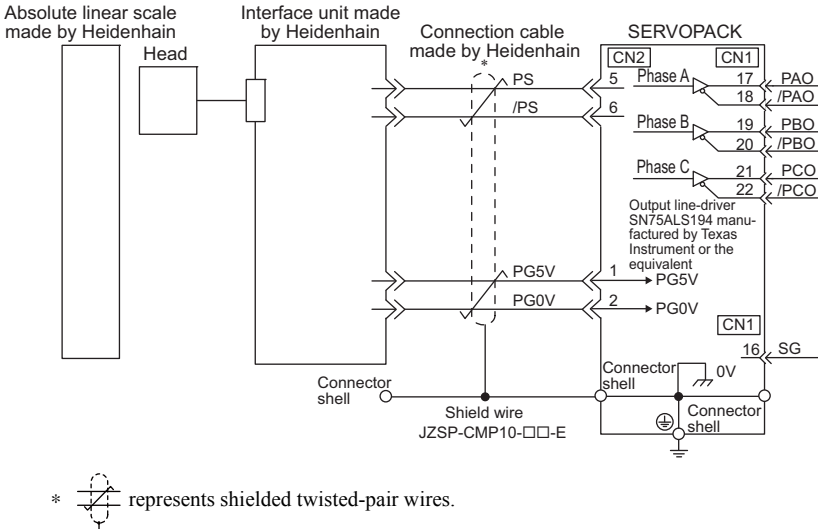 Absolute linear scale
made by Heidenhain
Head
Interface unit made
by Heidenhain
Connection cable
made by Heidenhain
*
PS
/PS
PG5V
PG0V
SERVOPACK
CN2
CN1
5
Phase A
17
PAO
18
/PAO
6
Phase B
19
PBO
20
/PBO
Phase C
21
PCO
22
/PCO
Output line-driver
SN75ALS194 manu-
factured by Texas
Instrument or the
equivalent
1
PG5V
2
PG0V
CN1
16
SG
Connector
shell
0V
Connector
shell
Connector
shell
Shield wire
JZSP-CMP10-□□-E
* represents shielded twisted-pair wires.